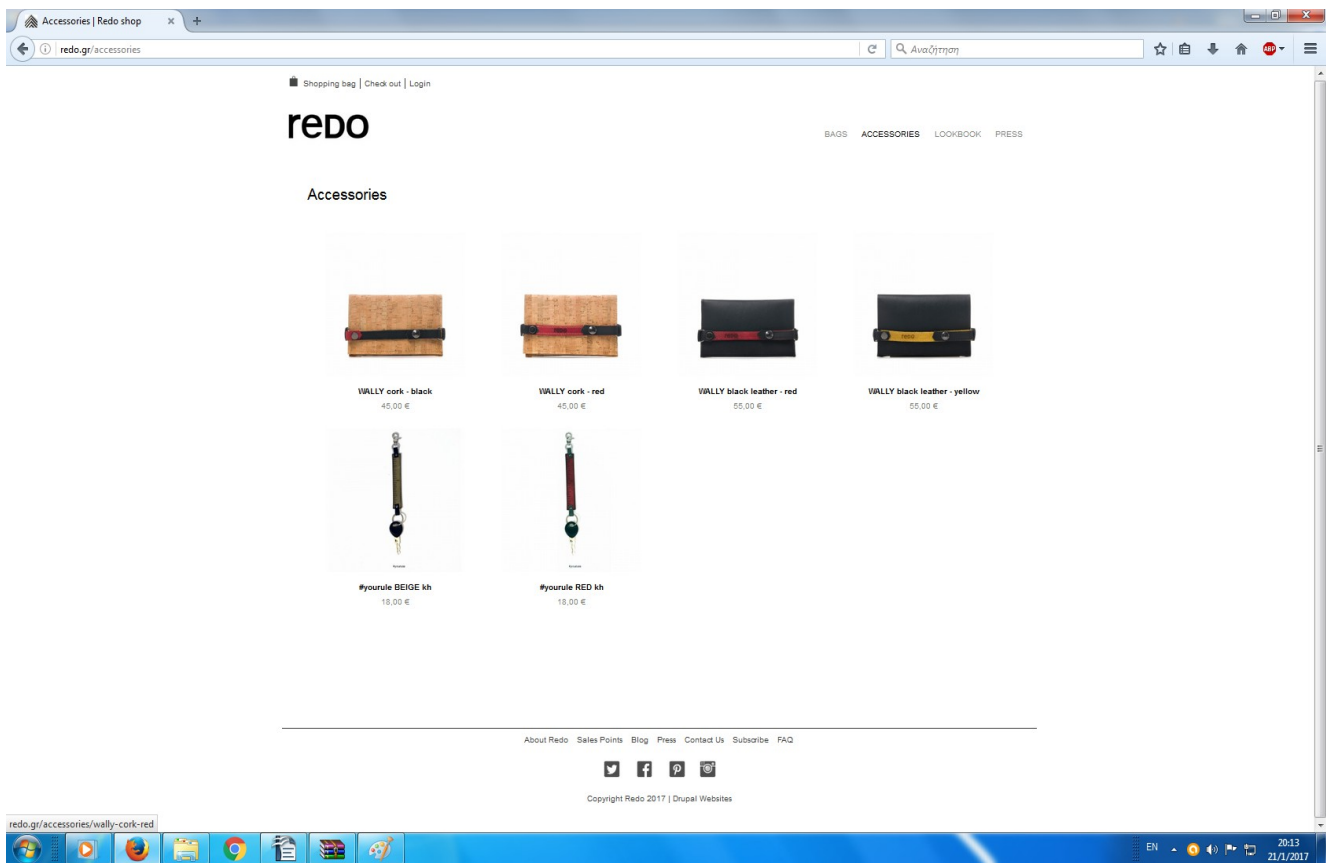 Accessories | Redo shop
redo.gr/accessories
Αναζήτηση
ABP
Shopping bag | Check out | Login
reDO
BAGS ACCESSORIES LOOKBOOK PRESS
Accessories
redo
WALLY cork - black WALLY cork - red WALLY black leather - red WALLY black leather - yellow
45,00 € 45,00 € 55,00 € 55,00 €
#yourule BEIGE kh #yourule RED kh
18,00 € 18,00 €
About Redo Sales Points Blog Press Contact Us Subscribe FAQ
Copyright Redo 2017 | Drupal Websites
redo.gr/accessories/wally-cork-red
EN 20:13
21/1/2017